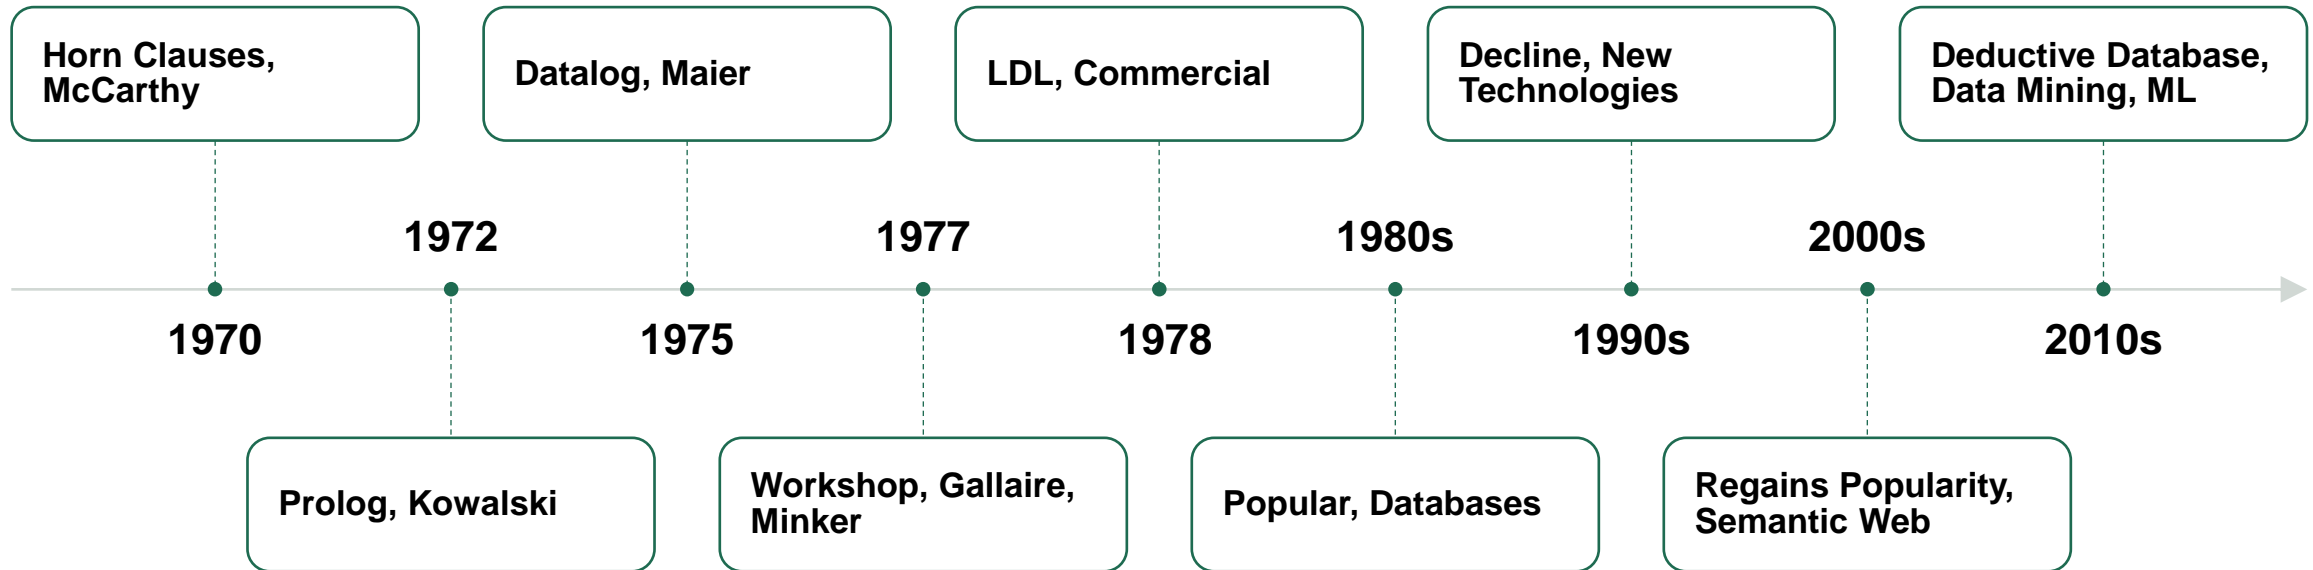 Horn Clauses,
McCarthy
Datalog, Maier
LDL, Commercial
Decline, New
Technologies
Deductive Database,
Data Mining, ML
1972
1977
1980s
2000s
1970
1975
1978
1990s
2010s
Prolog, Kowalski
Workshop, Gallaire,
Minker
Popular, Databases
Regains Popularity,
Semantic Web